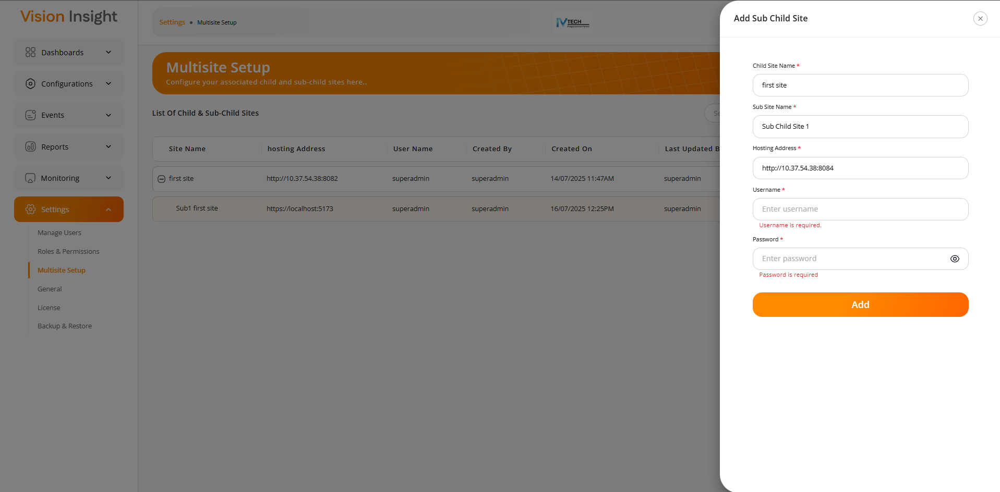 Vision Insight
Dashboards
Configurations
Events
Reports
Monitoring
Settings
Manage Users
Roles & Permissions
Multisite Setup
General
License
Backup & Restore
Settings • Multisite Setup
TECH
Multisite Setup
Configure your associated child and sub-child sites here..
List Of Child & Sub-Child Sites
Se
Site Name hosting Address User Name Created By Created On Last Updated B
first site http://10.37.54.38:8082 superadmin superadmin 14/07/2025 11:47AM superadmin
Sub1 first site https://localhost:5173 superadmin superadmin 16/07/2025 12:25PM superadmin
Add Sub Child Site
Child Site Name *
first site
Sub Site Name *
Sub Child Site 1
Hosting Address *
http://10.37.54.38:8084
Username *
Enter username
Username is required.
Password *
Enter password
Password is required
Add